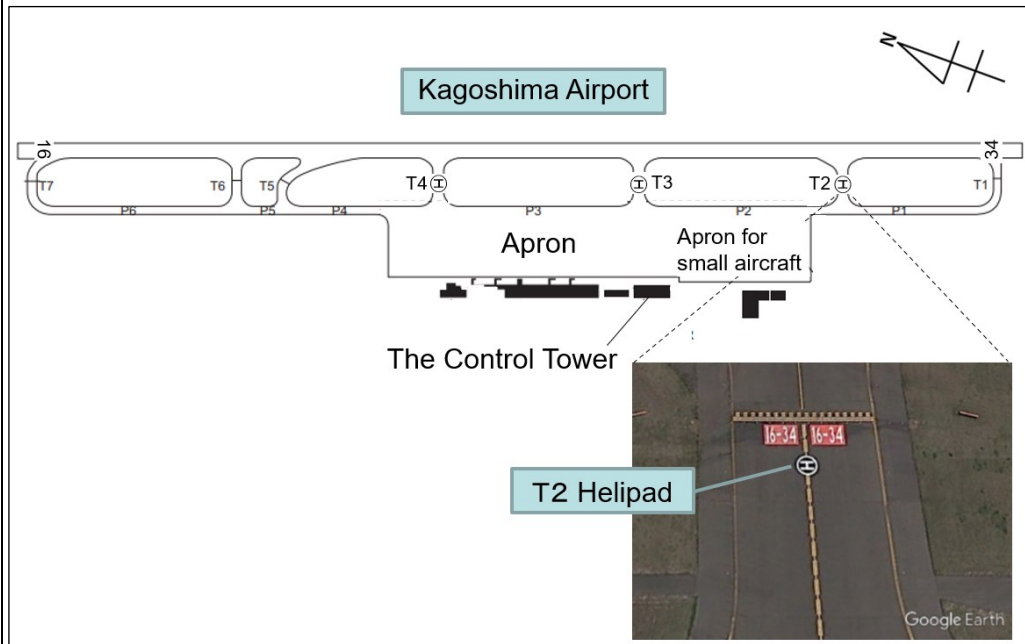 N
Kagoshima Airport
16
34
T7
T6
T5
T4
H
H
T3
T2
H
T1
P6
P5
P4
P3
P2
P1
Apron
Apron for
small aircraft
The Control Tower
16-34
16-34
H
T2 Helipad
Google Earth